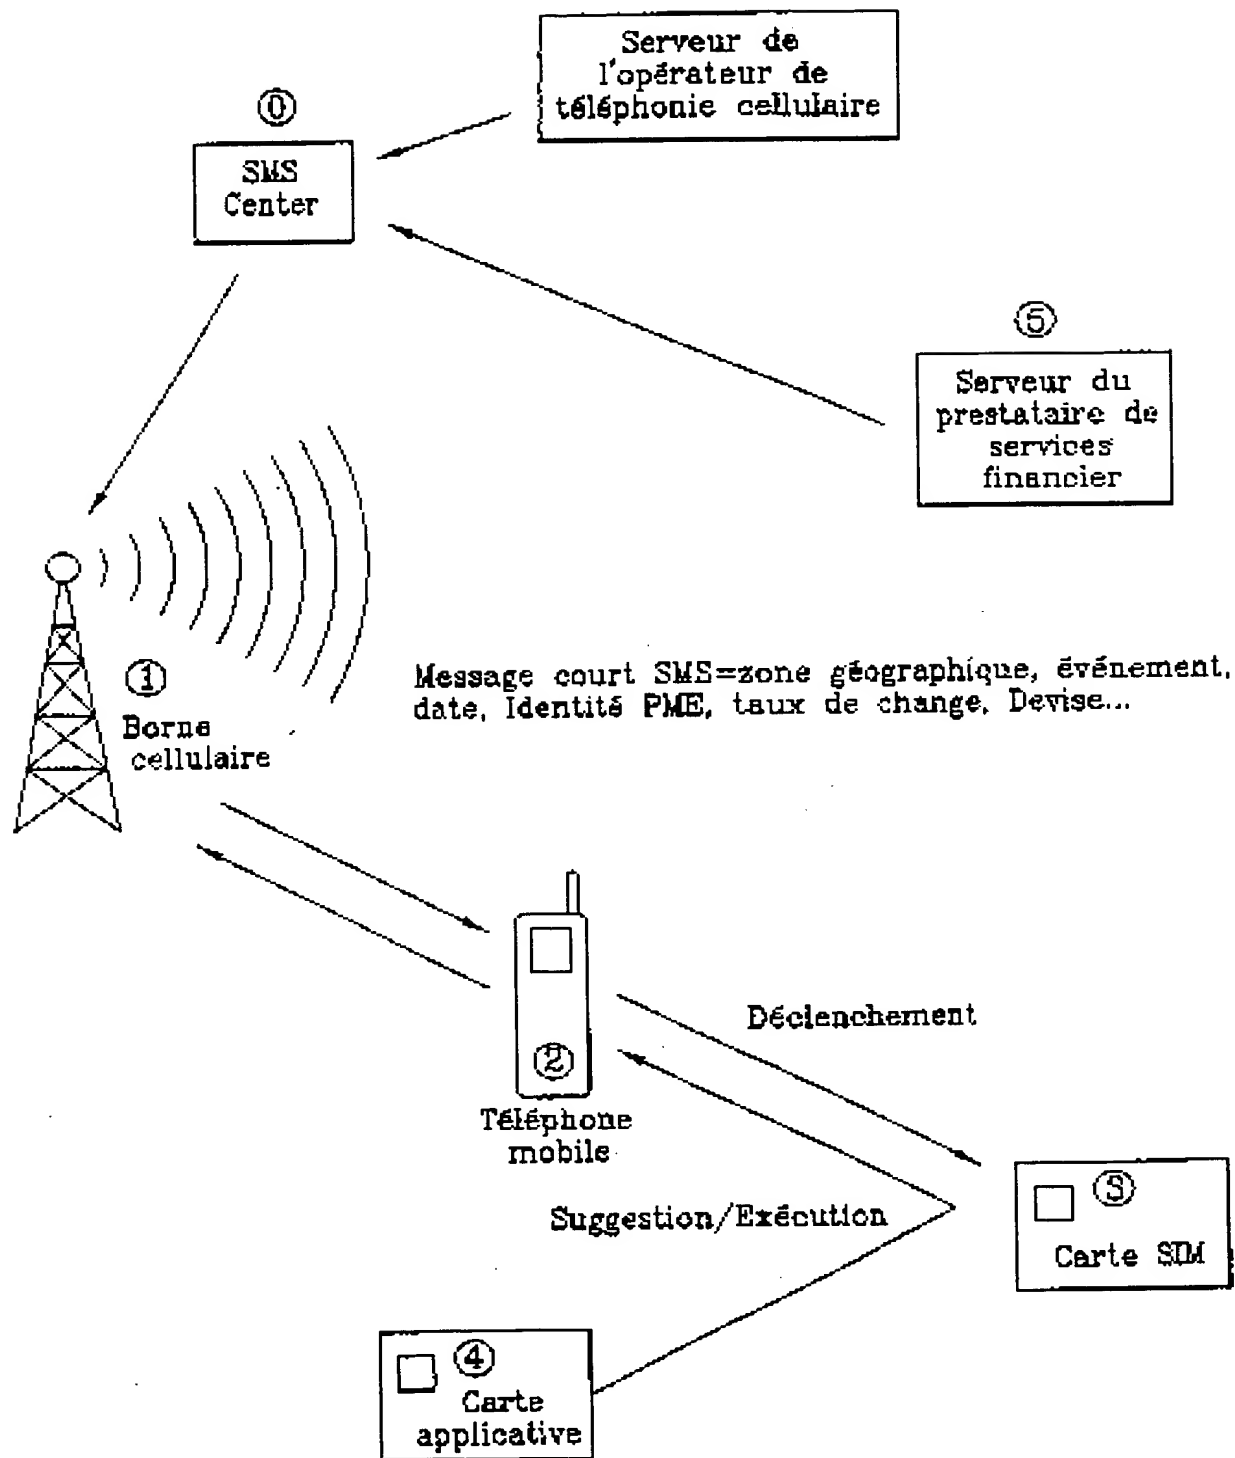 Serveur de
l'opérateur de
téléphonie cellulaire
0
SMS
Center
5
Serveur du
prestataire de
services
financier
Message court SMS=zone géographique, événement,
date, Identité PME, taux de change, Devise...
1
Borne
cellulaire
Déclenchement
2
Téléphone
mobile
3
Suggestion/Exécution
Carte SIM
4
Carte
applicative